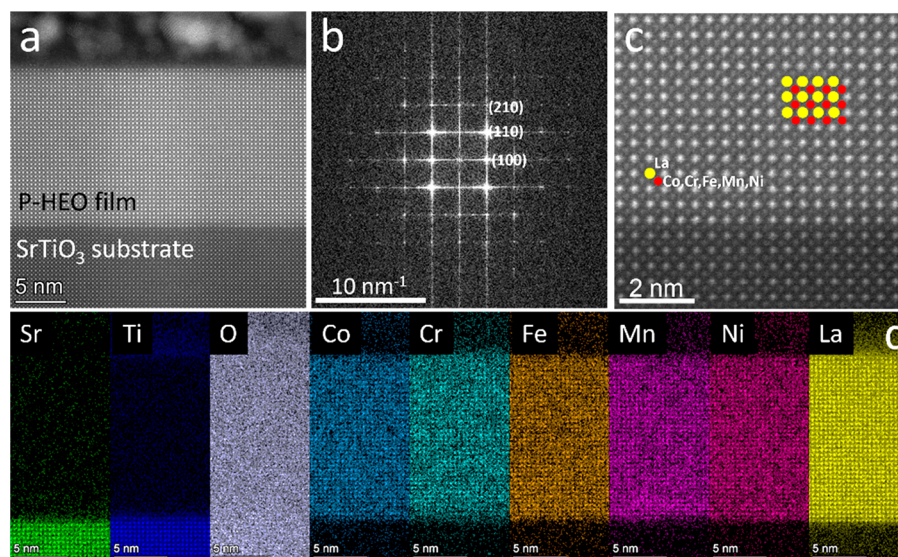 a
P-HEO film
SrTiO₃ substrate
5 nm
b
(210)
(110)
(100)
10 nm⁻¹
c
La
Co,Cr,Fe,Mn,Ni
2 nm
Sr Ti O Co Cr Fe Mn Ni La d
5 nm 5 nm 5 nm 5 nm 5 nm 5 nm 5 nm 5 nm 5 nm